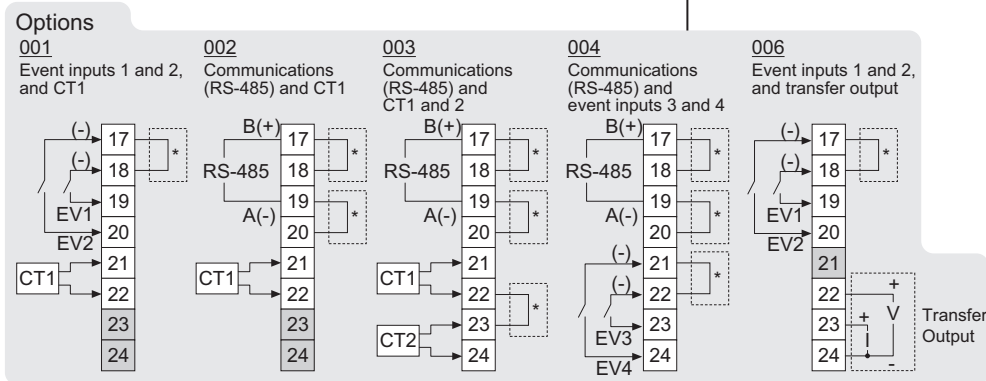 Options
001
Event inputs 1 and 2,
and CT1
(-)
17
*
(-)
18
19
EV1
20
EV2
21
CT1
22
23
24
002
Communications
(RS-485) and CT1
B(+)
17
*
RS-485
18
19
A(-)
*
20
21
CT1
22
23
24
003
Communications
(RS-485) and
CT1 and 2
B(+)
17
*
RS-485
18
19
A(-)
*
20
21
CT1
22
*
23
CT2
24
004
Communications
(RS-485) and
event inputs 3 and 4
B(+)
17
*
RS-485
18
19
A(-)
*
20
(-)
21
*
(-)
22
23
EV3
24
EV4
006
Event inputs 1 and 2,
and transfer output
(-)
17
*
(-)
18
19
EV1
20
EV2
21
22
+
23
+
V
I
24
-
Transfer
Output